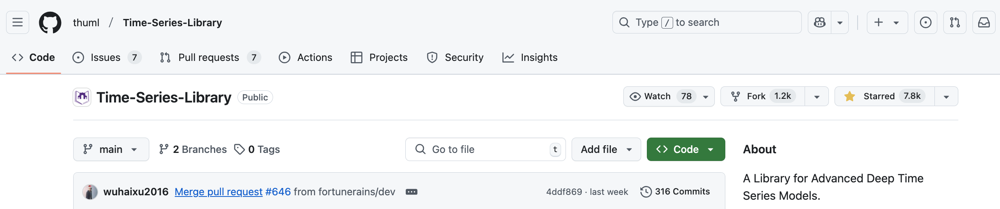 thuml / Time-Series-Library
Type / to search
Code Issues 7 Pull requests 7 Actions Projects Security Insights
Time-Series-Library Public
Watch 78 Fork 1.2k Starred 7.8k
main 2 Branches 0 Tags Go to file t Add file Code
About
A Library for Advanced Deep Time
Series Models.
wuhaixu2016 Merge pull request #646 from fortunerains/dev 4ddf869 · last week 316 Commits